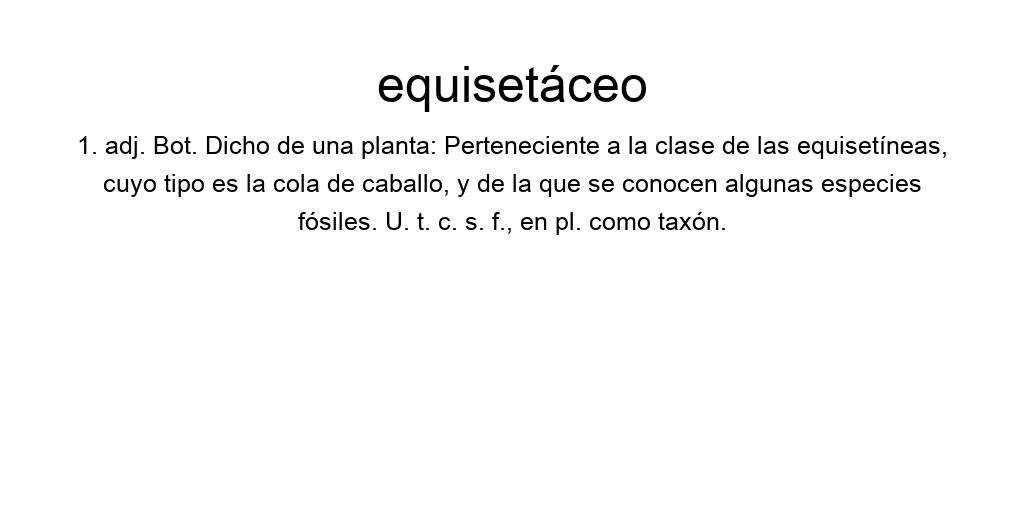 equisetáceo
1. adj. Bot. Dicho de una planta: Perteneciente a la clase de las equisetíneas,
cuyo tipo es la cola de caballo, y de la que se conocen algunas especies
fósiles. U. t. c. s. f., en pl. como taxón.